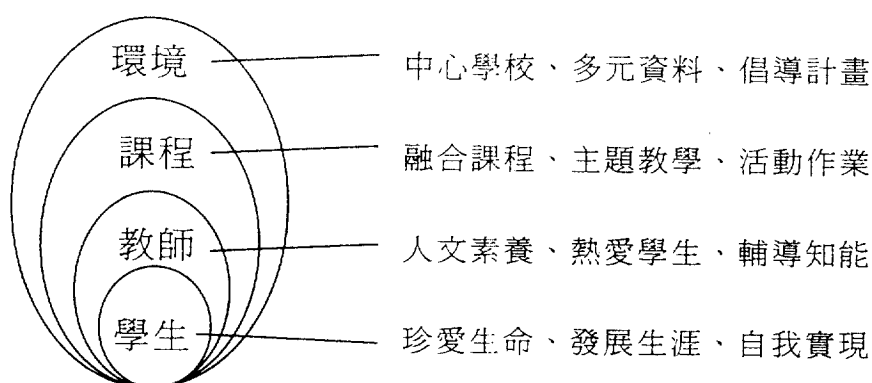 環境 中心學校、多元資料、倡導計畫
課程 融合課程、主題教學、活動作業
教師 人文素養、熱愛學生、輔導知能
學生 珍愛生命、發展生涯、自我實現